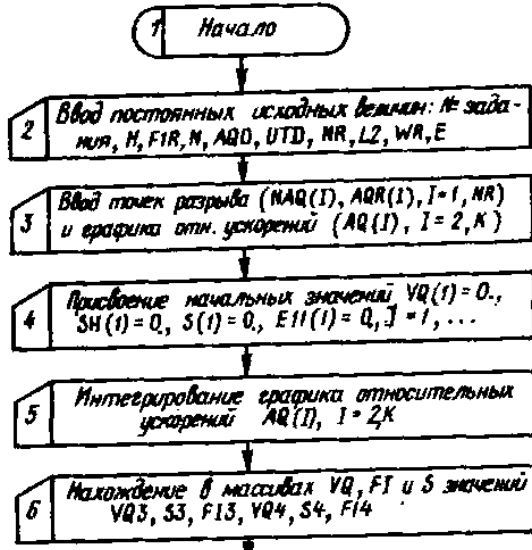 1 Начало
2 Ввод постоянных исходных величин: № зада-
ния, H, FIR, N, AQ0, UTD, NR, L2, WR, E
3 Ввод точек разрыва (NAQ(I), AQR(I), I=1, NR)
и графика отн. ускорений (AQ(I), I=2, K)
4 Присвоение начальных значений VQ(1)=0.,
SH(1)=0., S(1)=0., E11(1)=0, J=1, ...
5 Интегрирование графика относительных
ускорений AQ(I), I=2,K
6 Нахождение в массивах VQ, FI и S значений
VQ3, S3, FI3, VQ4, S4, FI4